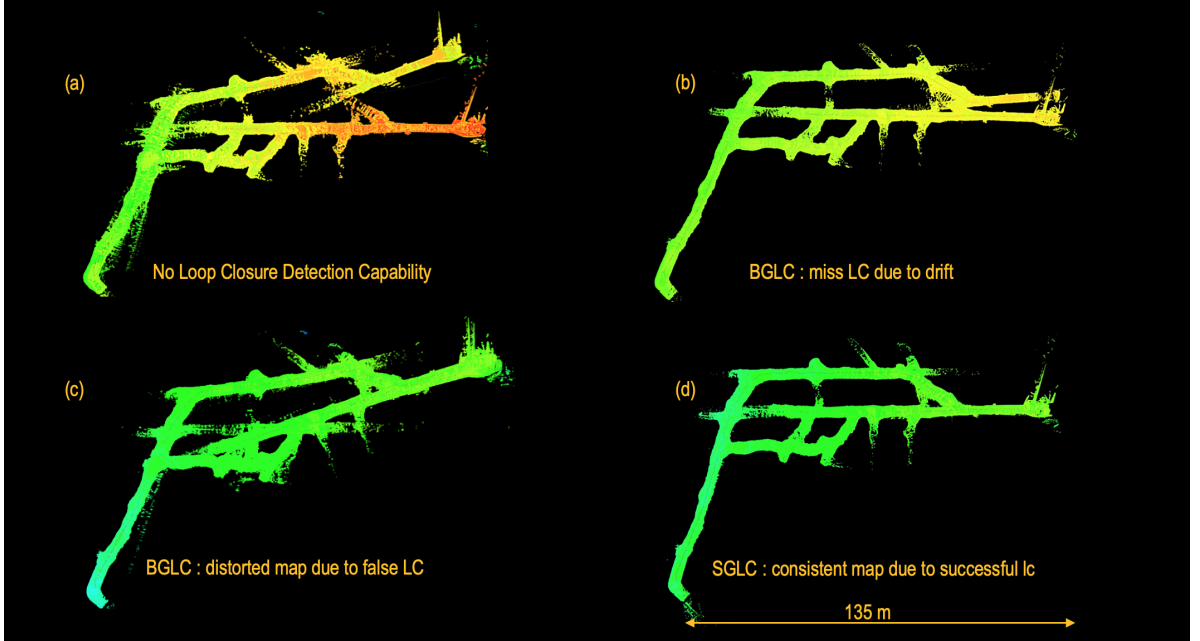 (a)
No Loop Closure Detection Capability
(b)
BGLC : miss LC due to drift
(c)
BGLC : distorted map due to false LC
(d)
SGLC : consistent map due to successful lc
135 m